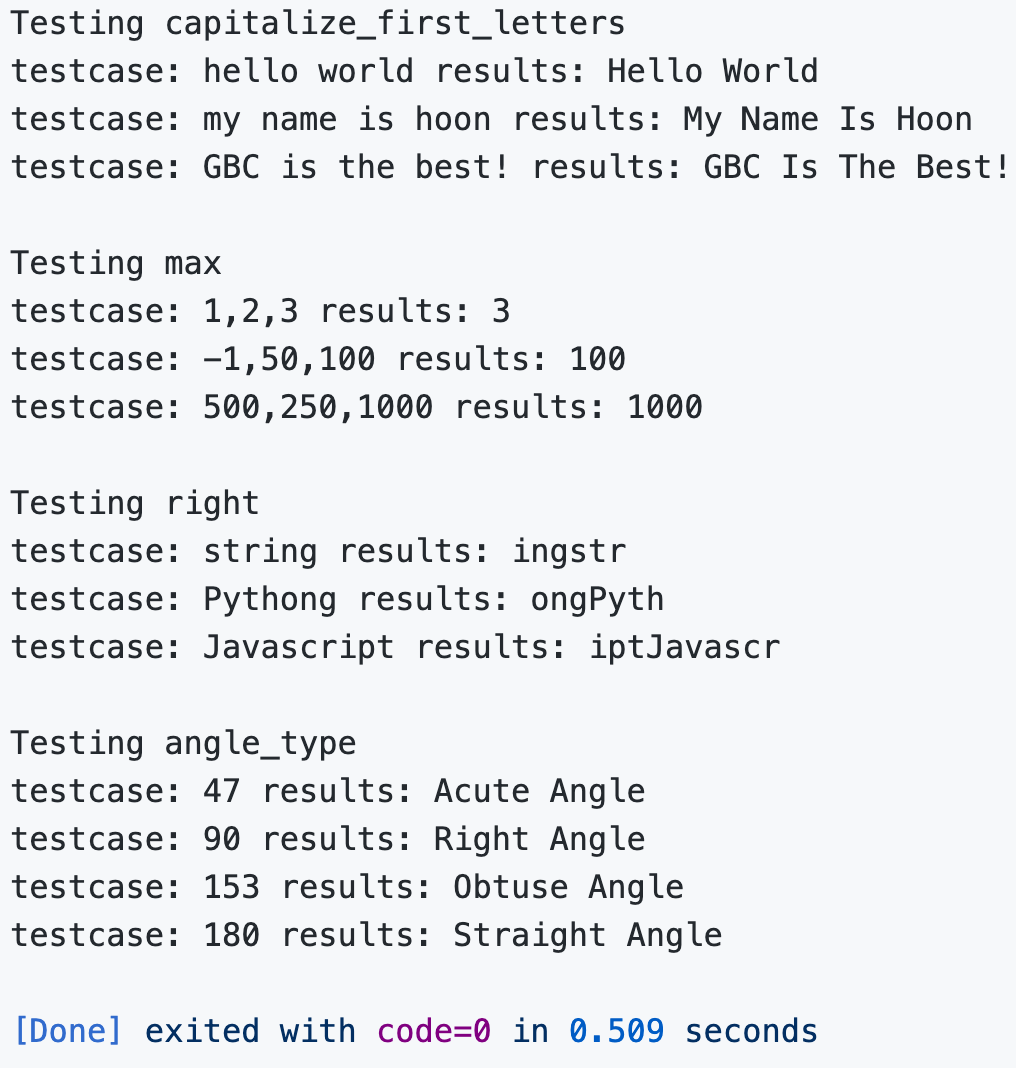 Testing capitalize_first_letters
testcase: hello world results: Hello World
testcase: my name is hoon results: My Name Is Hoon
testcase: GBC is the best! results: GBC Is The Best!
Testing max
testcase: 1,2,3 results: 3
testcase: -1,50,100 results: 100
testcase: 500,250,1000 results: 1000
Testing right
testcase: string results: ingstr
testcase: Pythong results: ongPyth
testcase: Javascript results: iptJavascr
Testing angle_type
testcase: 47 results: Acute Angle
testcase: 90 results: Right Angle
testcase: 153 results: Obtuse Angle
testcase: 180 results: Straight Angle
[Done] exited with code=0 in 0.509 seconds